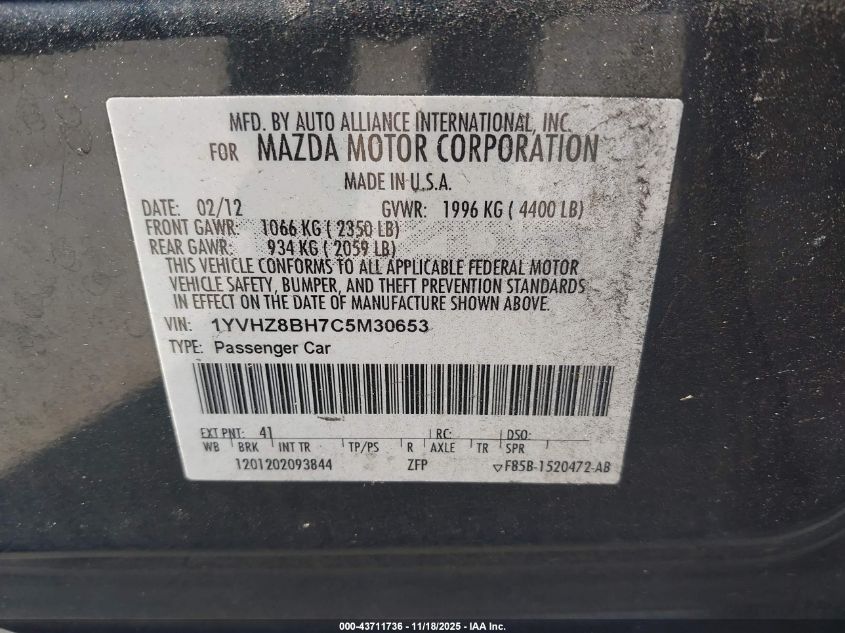 MFD. BY AUTO ALLIANCE INTERNATIONAL, INC.
FOR MAZDA MOTOR CORPORATION
MADE IN U.S.A.
DATE: 02/12 GVWR: 1996 KG ( 4400 LB)
FRONT GAWR: 1066 KG ( 2350 LB)
REAR GAWR: 934 KG ( 2059 LB)
THIS VEHICLE CONFORMS TO ALL APPLICABLE FEDERAL MOTOR
VEHICLE SAFETY, BUMPER, AND THEFT PREVENTION STANDARDS
IN EFFECT ON THE DATE OF MANUFACTURE SHOWN ABOVE.
VIN: 1YVHZ8BH7C5M30653
TYPE: Passenger Car
EXT PNT: 41 RC: DSO:
WB BRK INT TR TP/PS R AXLE TR SPR
1201202093844 ZFP ▽F85B-1520472-AB
000-43711736 - 11/18/2025 - IAA Inc.